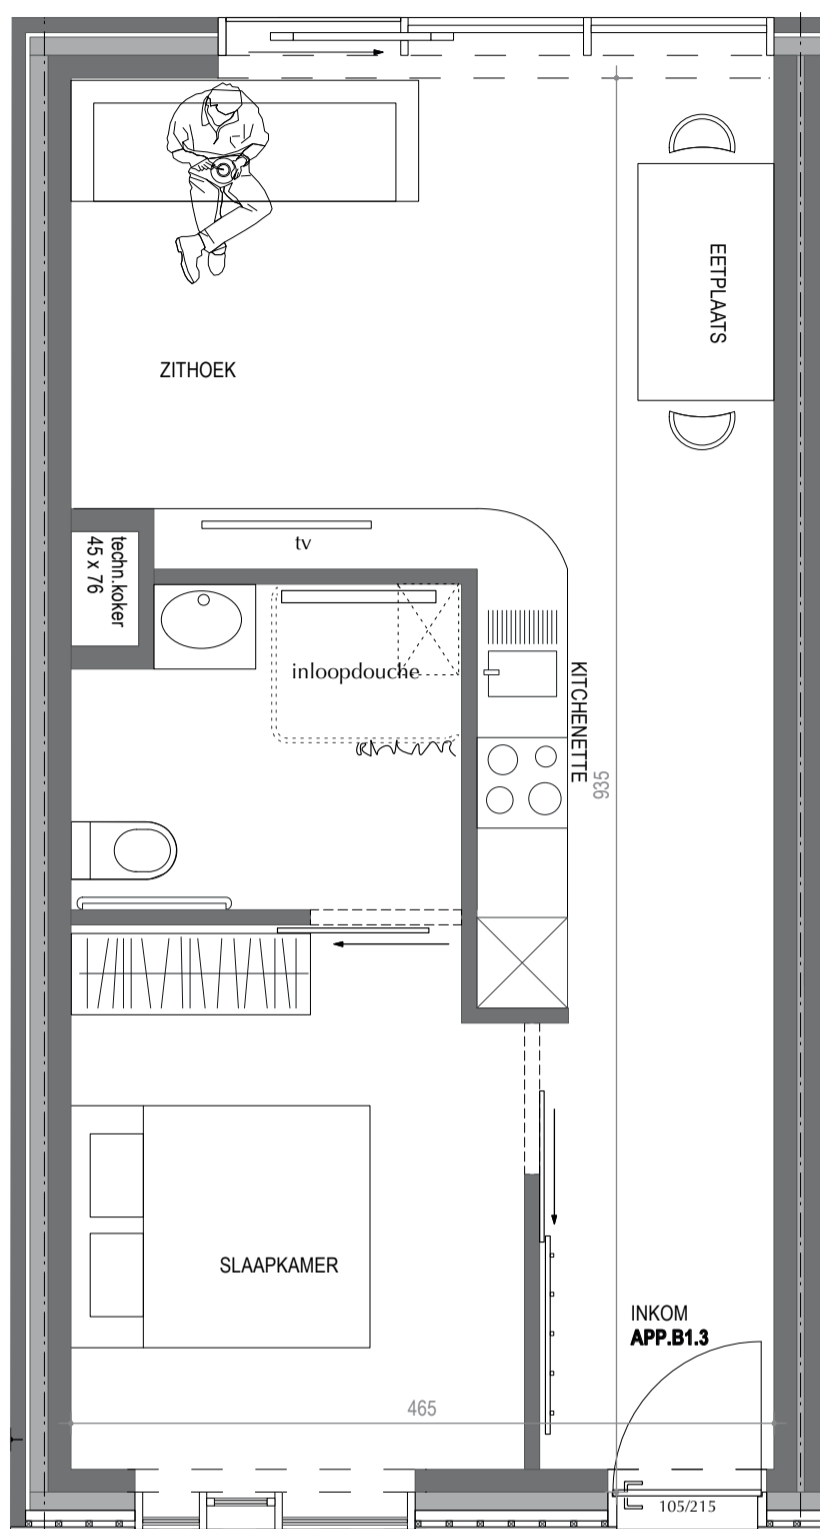 EETPLAATS
ZITHOEK
techn.koker
45 x 76
tv
inloopdouche
KITCHENETTE
935
SLAAPKAMER
INKOM
APP.B1.3
465
105/215